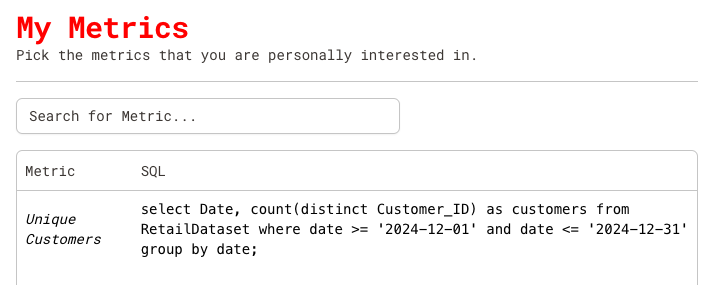 My Metrics
Pick the metrics that you are personally interested in.
Search for Metric...
Metric SQL
Unique Customers
select Date, count(distinct Customer_ID) as customers from
RetailDataset where date >= '2024-12-01' and date <= '2024-12-31'
group by date;